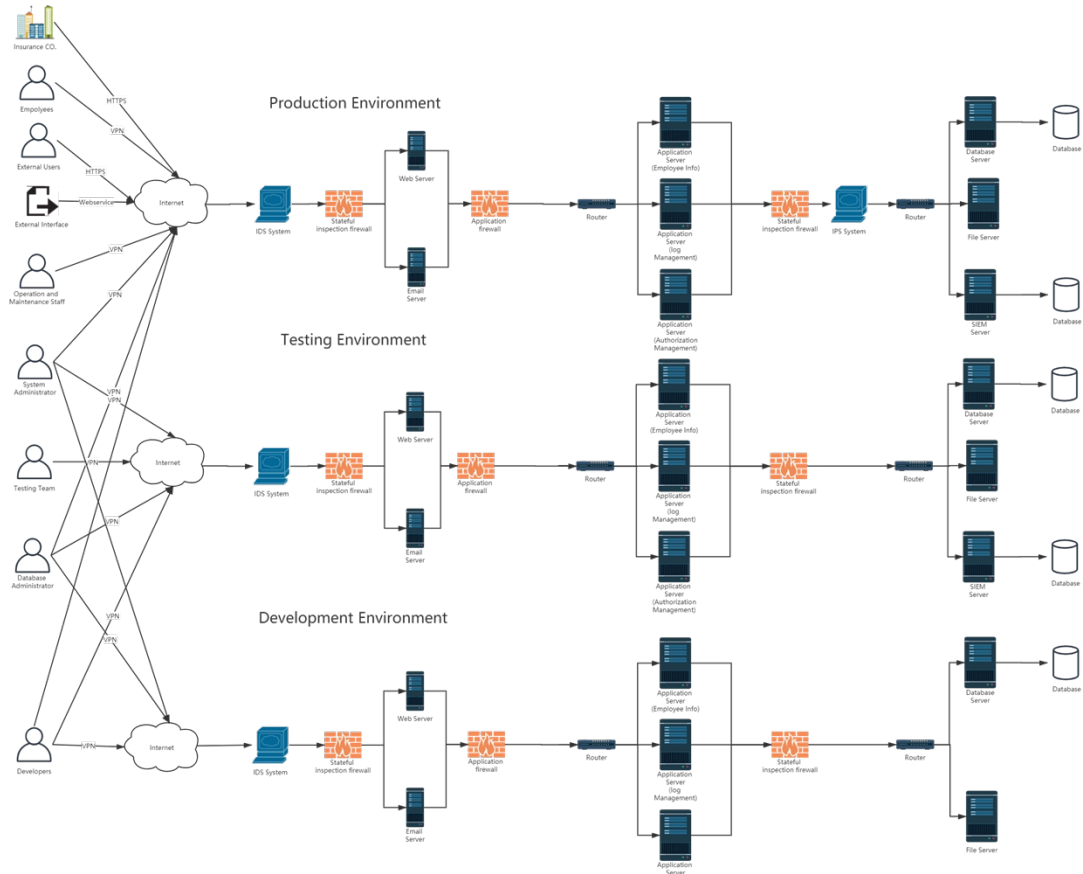 Insurance CO.
HTTPS
Empolyees
VPN
External Users
HTTPS
Webservice
External Interface
VPN
Operation and
Maintenance Staff
VPN
System
Administrator
VPN
VPN
Testing Team
VPN
VPN
Database
Administrator
VPN
VPN
VPN
Developers
Production Environment
Internet
IDS System
Stateful
inspection firewall
Web Server
Email
Server
Application
firewall
Router
Application
Server
(Employee Info)
Application
Server
(log
Management)
Application
Server
(Authorization
Management)
Stateful
inspection firewall
IPS System
Router
Database
Server
Database
File Server
SIEM
Server
Database
Testing Environment
Internet
IDS System
Stateful
inspection firewall
Web Server
Email
Server
Application
firewall
Router
Application
Server
(Employee Info)
Application
Server
(log
Management)
Application
Server
(Authorization
Management)
Stateful
inspection firewall
Router
Database
Server
Database
File Server
SIEM
Server
Database
Development Environment
Internet
IDS System
Stateful
inspection firewall
Web Server
Email
Server
Application
firewall
Router
Application
Server
(Employee Info)
Application
Server
(log
Management)
Application
Server
Stateful
inspection firewall
Router
Database
Server
Database
File Server